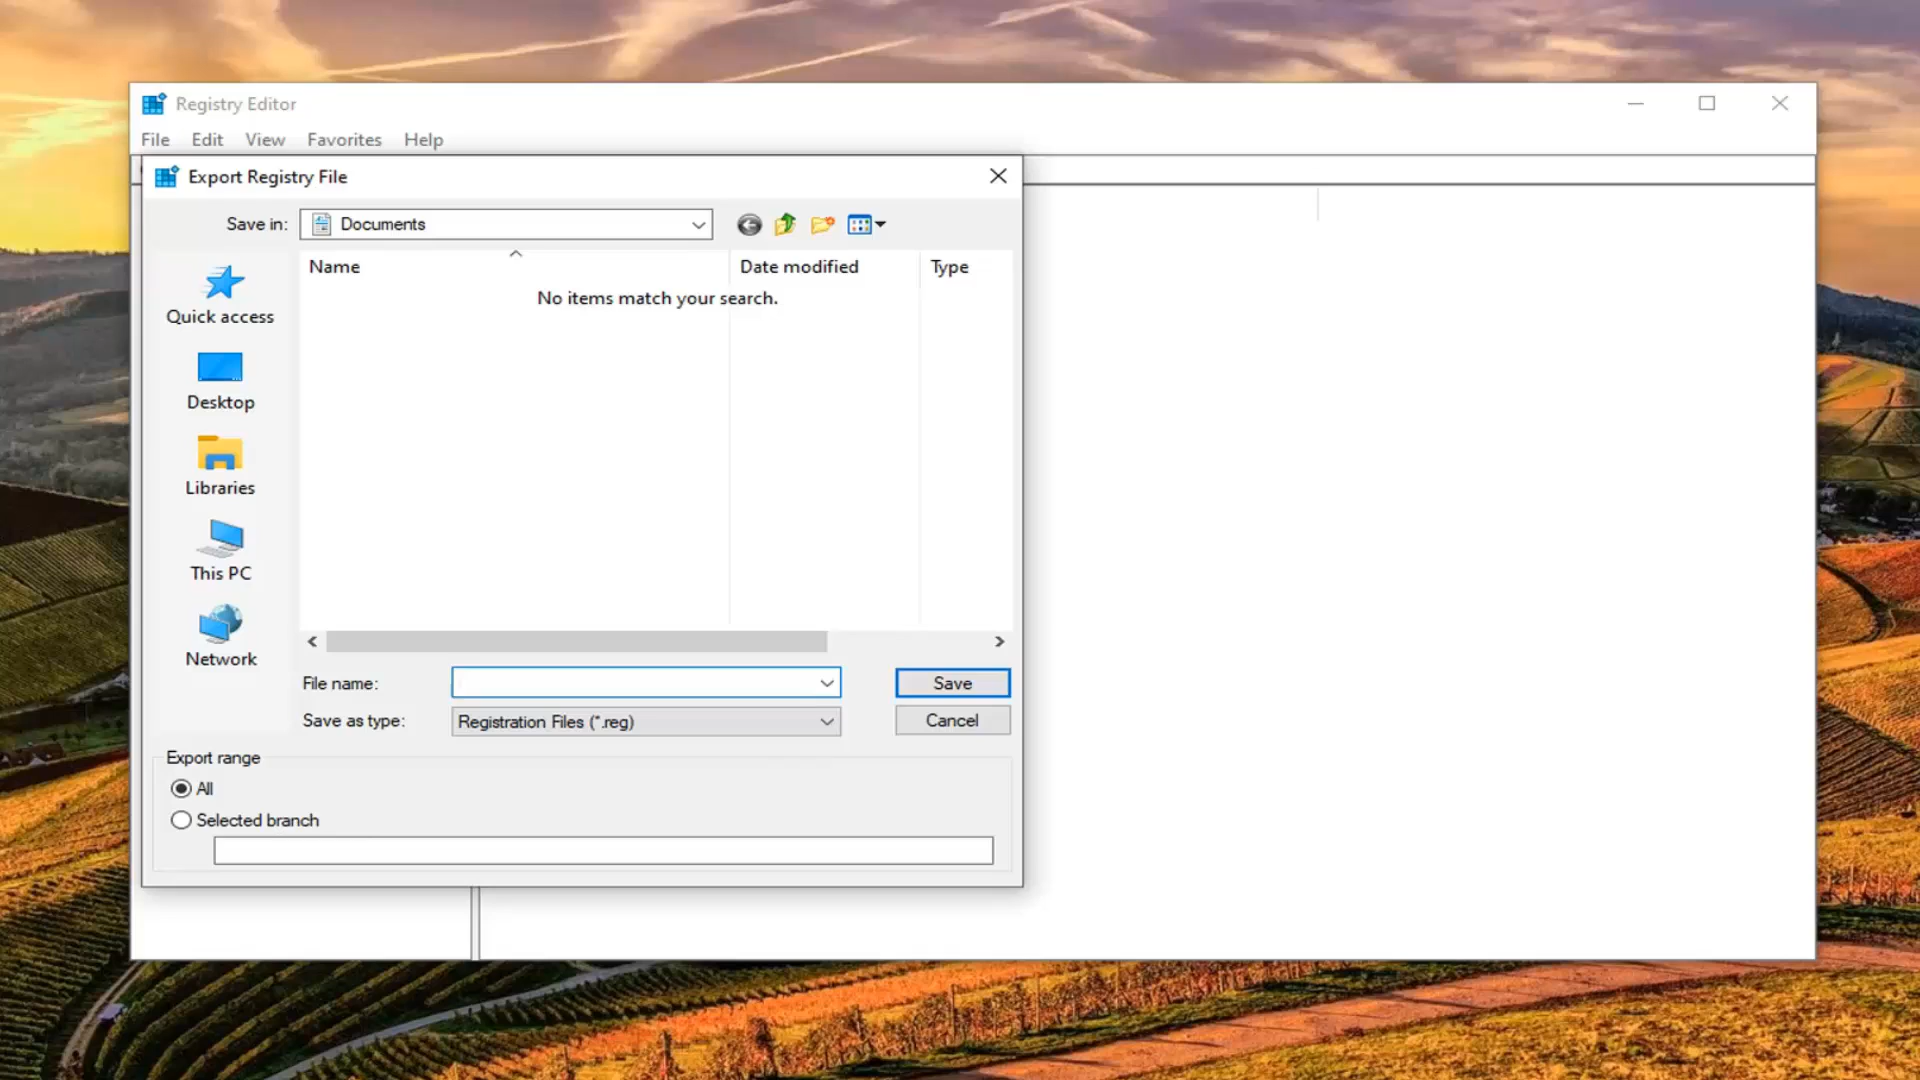 Registry Editor
File Edit View Favorites Help
Export Registry File
Save in: Documents
Name Date modified Type
No items match your search.
Quick access
Desktop
Libraries
This PC
Network
File name: Save
Save as type: Registration Files (*.reg) Cancel
Export range
All
Selected branch